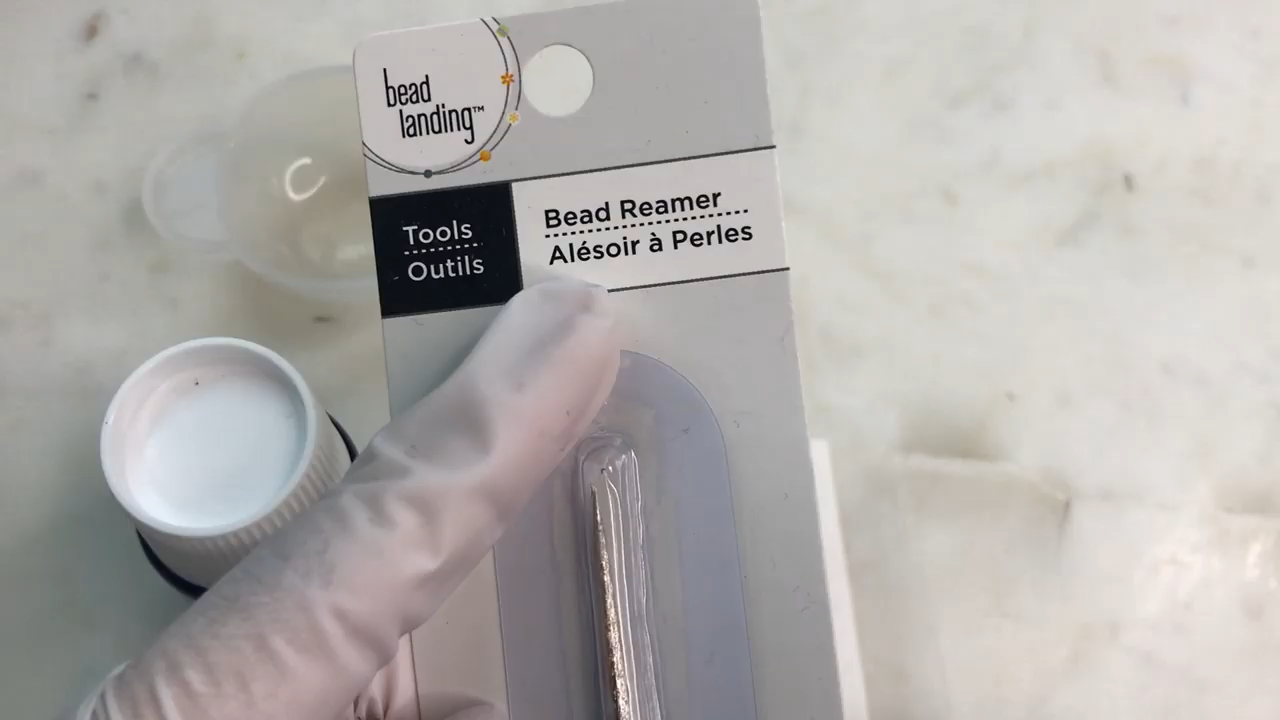 bead
landing™
Tools
Outils
Bead Reamer
Alésoir à Perles